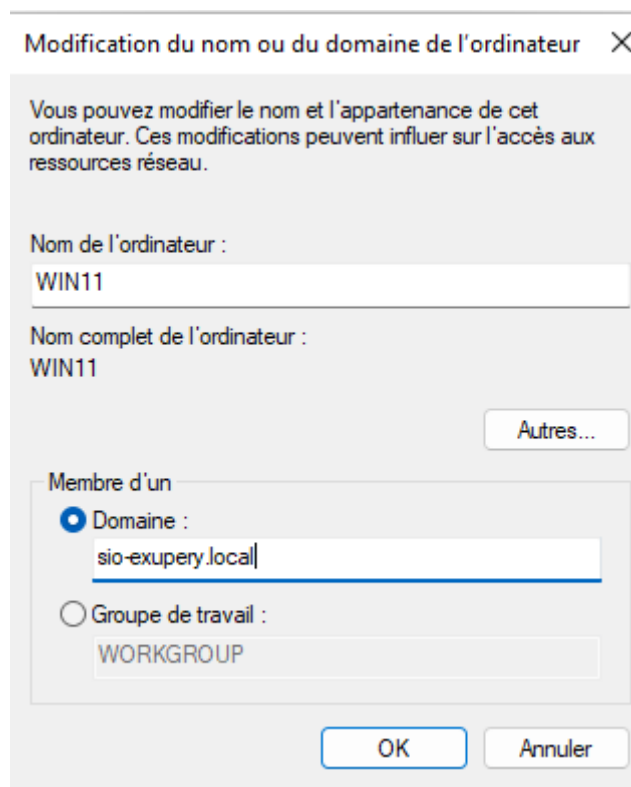 Modification du nom ou du domaine de l'ordinateur
Vous pouvez modifier le nom et l'appartenance de cet
ordinateur. Ces modifications peuvent influer sur l'accès aux
ressources réseau.
Nom de l'ordinateur :
WIN11
Nom complet de l'ordinateur :
WIN11
Autres...
Membre d'un
Domaine :
sio-exupery.local
Groupe de travail :
WORKGROUP
OK Annuler